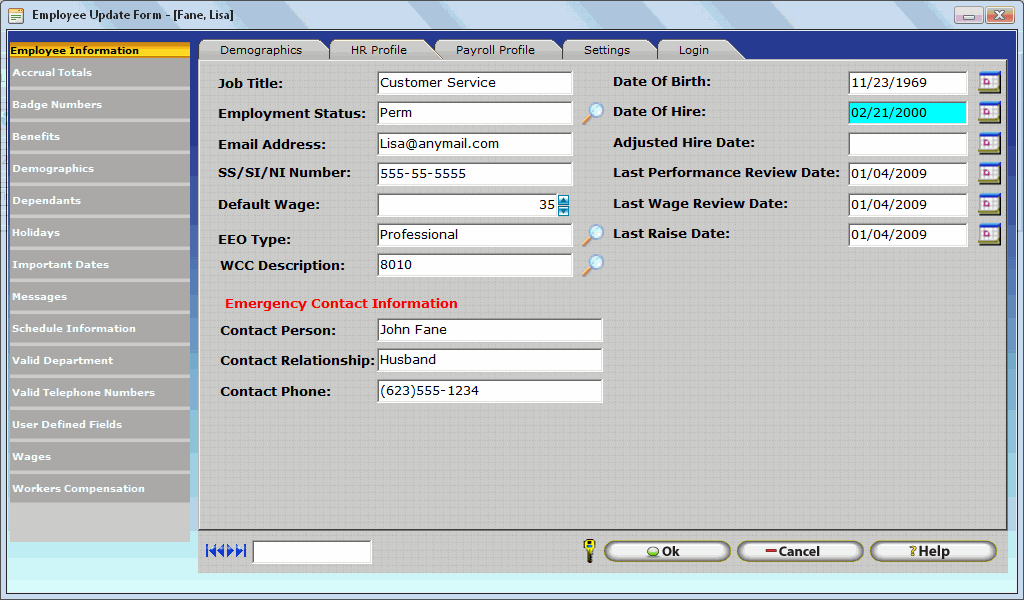 Employee Update Form - [Fane, Lisa]
Employee Information
Accrual Totals
Badge Numbers
Benefits
Demographics
Dependants
Holidays
Important Dates
Messages
Schedule Information
Valid Department
Valid Telephone Numbers
User Defined Fields
Wages
Workers Compensation
Demographics HR Profile Payroll Profile Settings Login
Job Title: Customer Service
Employment Status: Perm
Email Address: Lisa@anymail.com
SS/SI/NI Number: 555-55-5555
Default Wage: 35
EEO Type: Professional
WCC Description: 8010
Date Of Birth: 11/23/1969
Date Of Hire: 02/21/2000
Adjusted Hire Date:
Last Performance Review Date: 01/04/2009
Last Wage Review Date: 01/04/2009
Last Raise Date: 01/04/2009
Emergency Contact Information
Contact Person: John Fane
Contact Relationship: Husband
Contact Phone: (623)555-1234
Ok Cancel ?Help